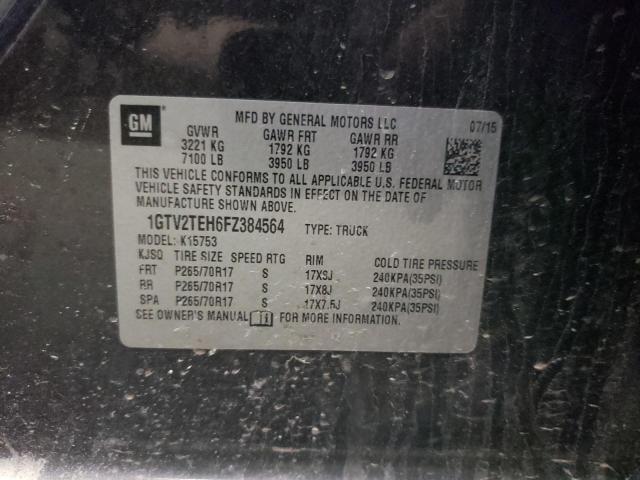 GM
MFD BY GENERAL MOTORS LLC
07/15
GVWR GAWR FRT GAWR RR
3221 KG 1792 KG 1792 KG
7100 LB 3950 LB 3950 LB
THIS VEHICLE CONFORMS TO ALL APPLICABLE U.S. FEDERAL MOTOR
VEHICLE SAFETY STANDARDS IN EFFECT ON THE DATE OF
MANUFACTURE SHOWN ABOVE.
1GTV2TEH6FZ384564 TYPE: TRUCK
MODEL: K15753
KJSQ TIRE SIZE SPEED RTG RIM COLD TIRE PRESSURE
FRT P265/70R17 S 17X8J 240KPA(35PSI)
RR P265/70R17 S 17X8J 240KPA(35PSI)
SPA P265/70R17 S 17X7.5J 240KPA(35PSI)
SEE OWNER'S MANUAL FOR MORE INFORMATION.